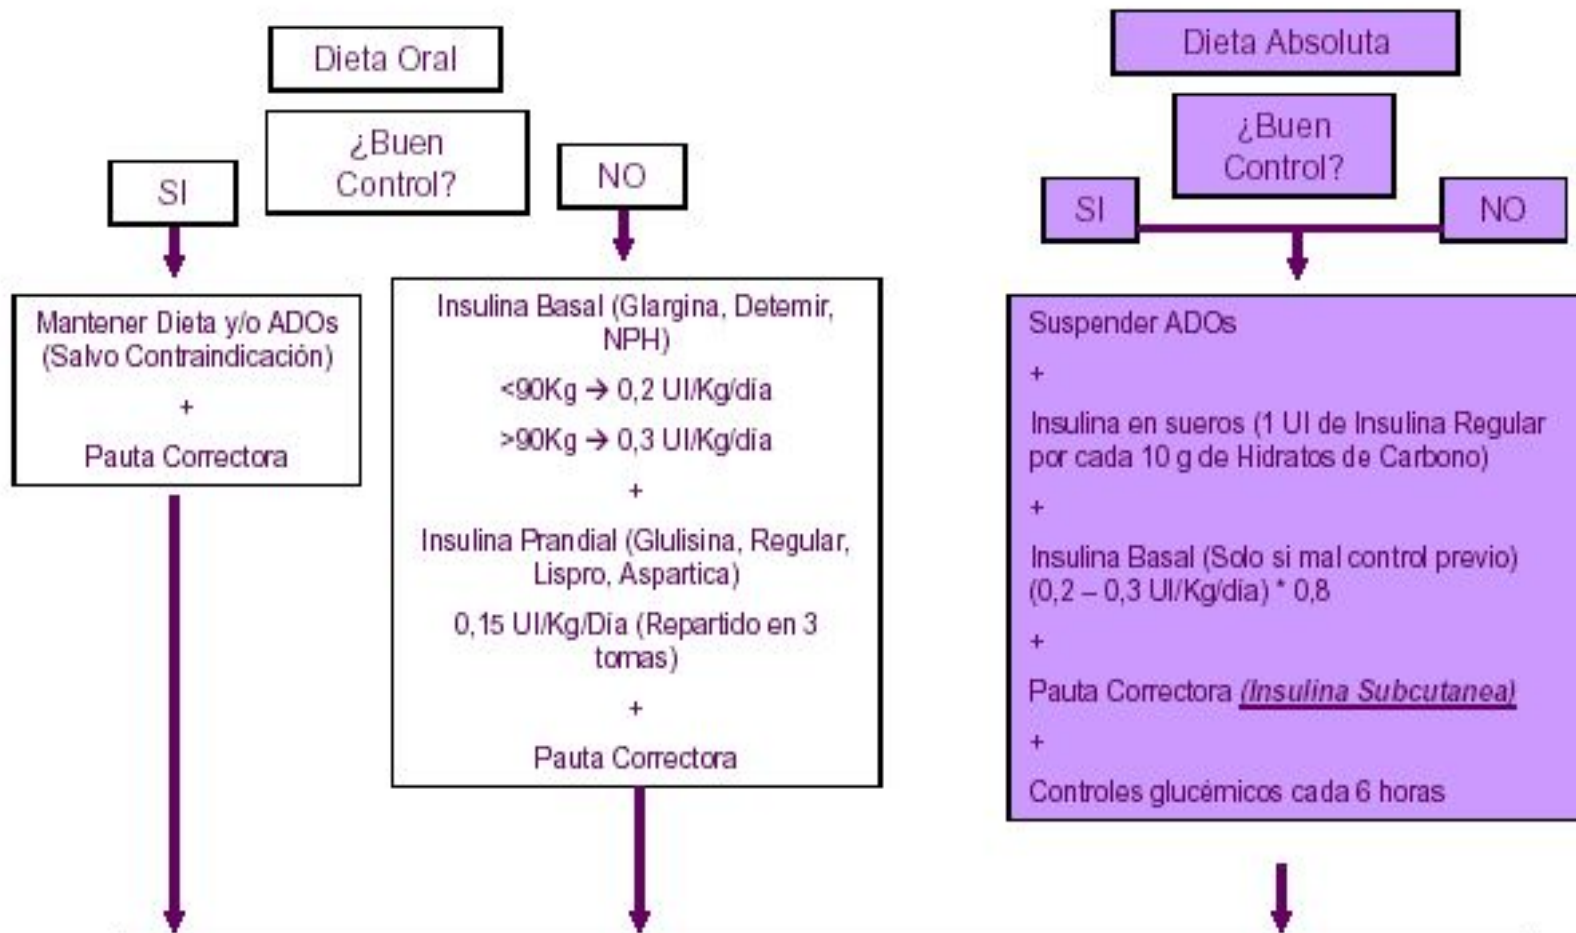 Dieta Oral
¿Buen
Control?
SI
NO
Mantener Dieta y/o ADOs
(Salvo Contraindicación)
+
Pauta Correctora
Insulina Basal (Glargina, Detemir,
NPH)
<90Kg → 0,2 UI/Kg/día
>90Kg → 0,3 UI/Kg/día
+
Insulina Prandial (Glulisina, Regular,
Lispro, Aspartica)
0,15 UI/Kg/Día (Repartido en 3
tomas)
+
Pauta Correctora
Dieta Absoluta
¿Buen
Control?
SI
NO
Suspender ADOs
+
Insulina en sueros (1 UI de Insulina Regular
por cada 10 g de Hidratos de Carbono)
+
Insulina Basal (Solo si mal control previo)
(0,2 – 0,3 UI/Kg/día) * 0,8
+
Pauta Correctora (Insulina Subcutanea)
+
Controles glucémicos cada 6 horas